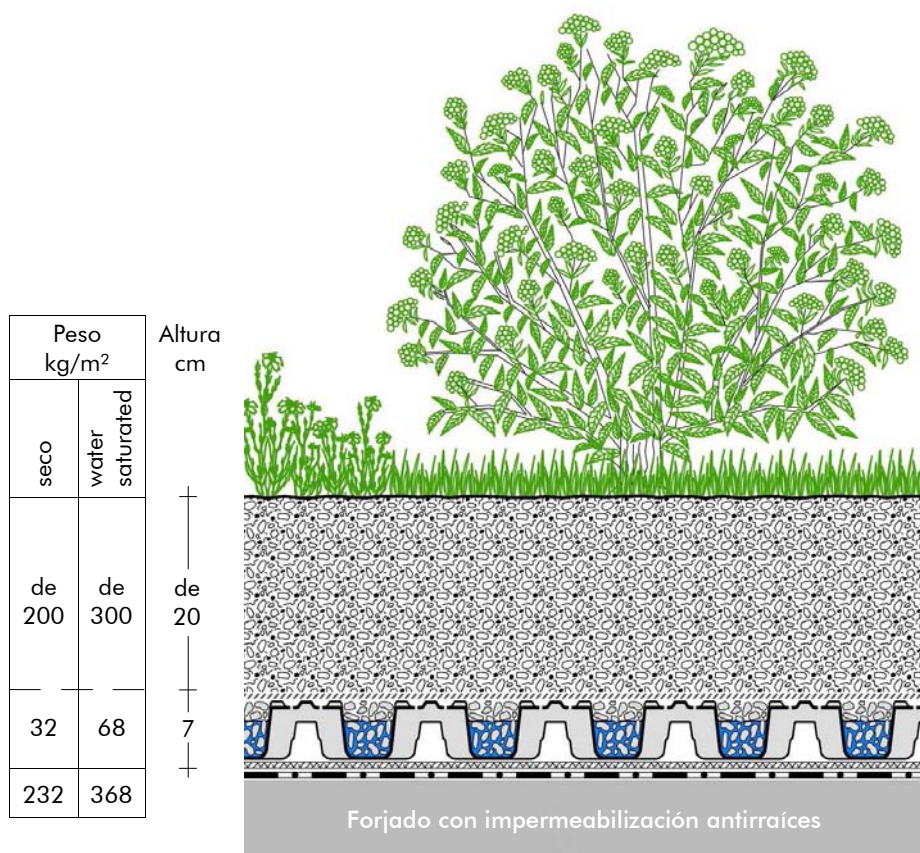 Peso
kg/m²
Altura
cm
seco
water
saturated
de
200
de
300
de
20
32
68
7
232
368
Forjado con impermeabilización antirraíces